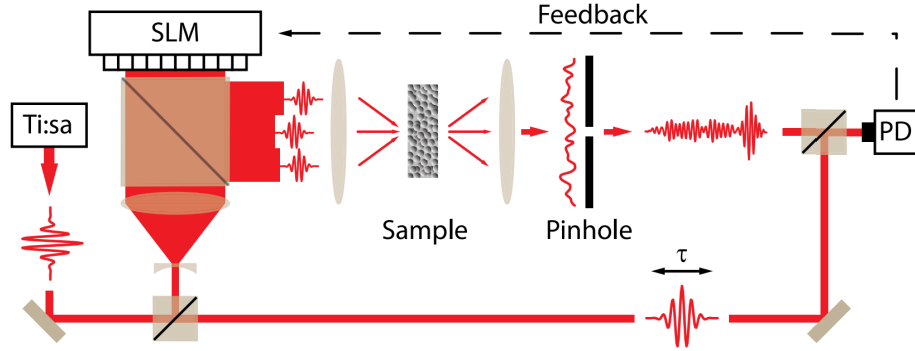 Feedback
SLM
Ti:sa
PD
Sample
Pinhole
τ